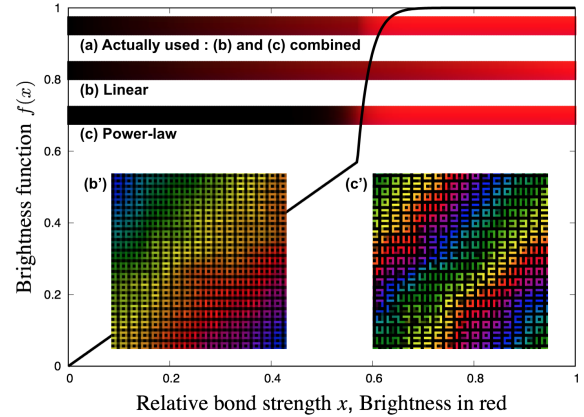 1
(a) Actually used : (b) and (c) combined
0.8
(b) Linear
(c) Power-law
0.6
(b’)
(c’)
0.4
0.2
0
0
0.2
0.4
0.6
0.8
1
Brightness function f(x)
Relative bond strength x, Brightness in red